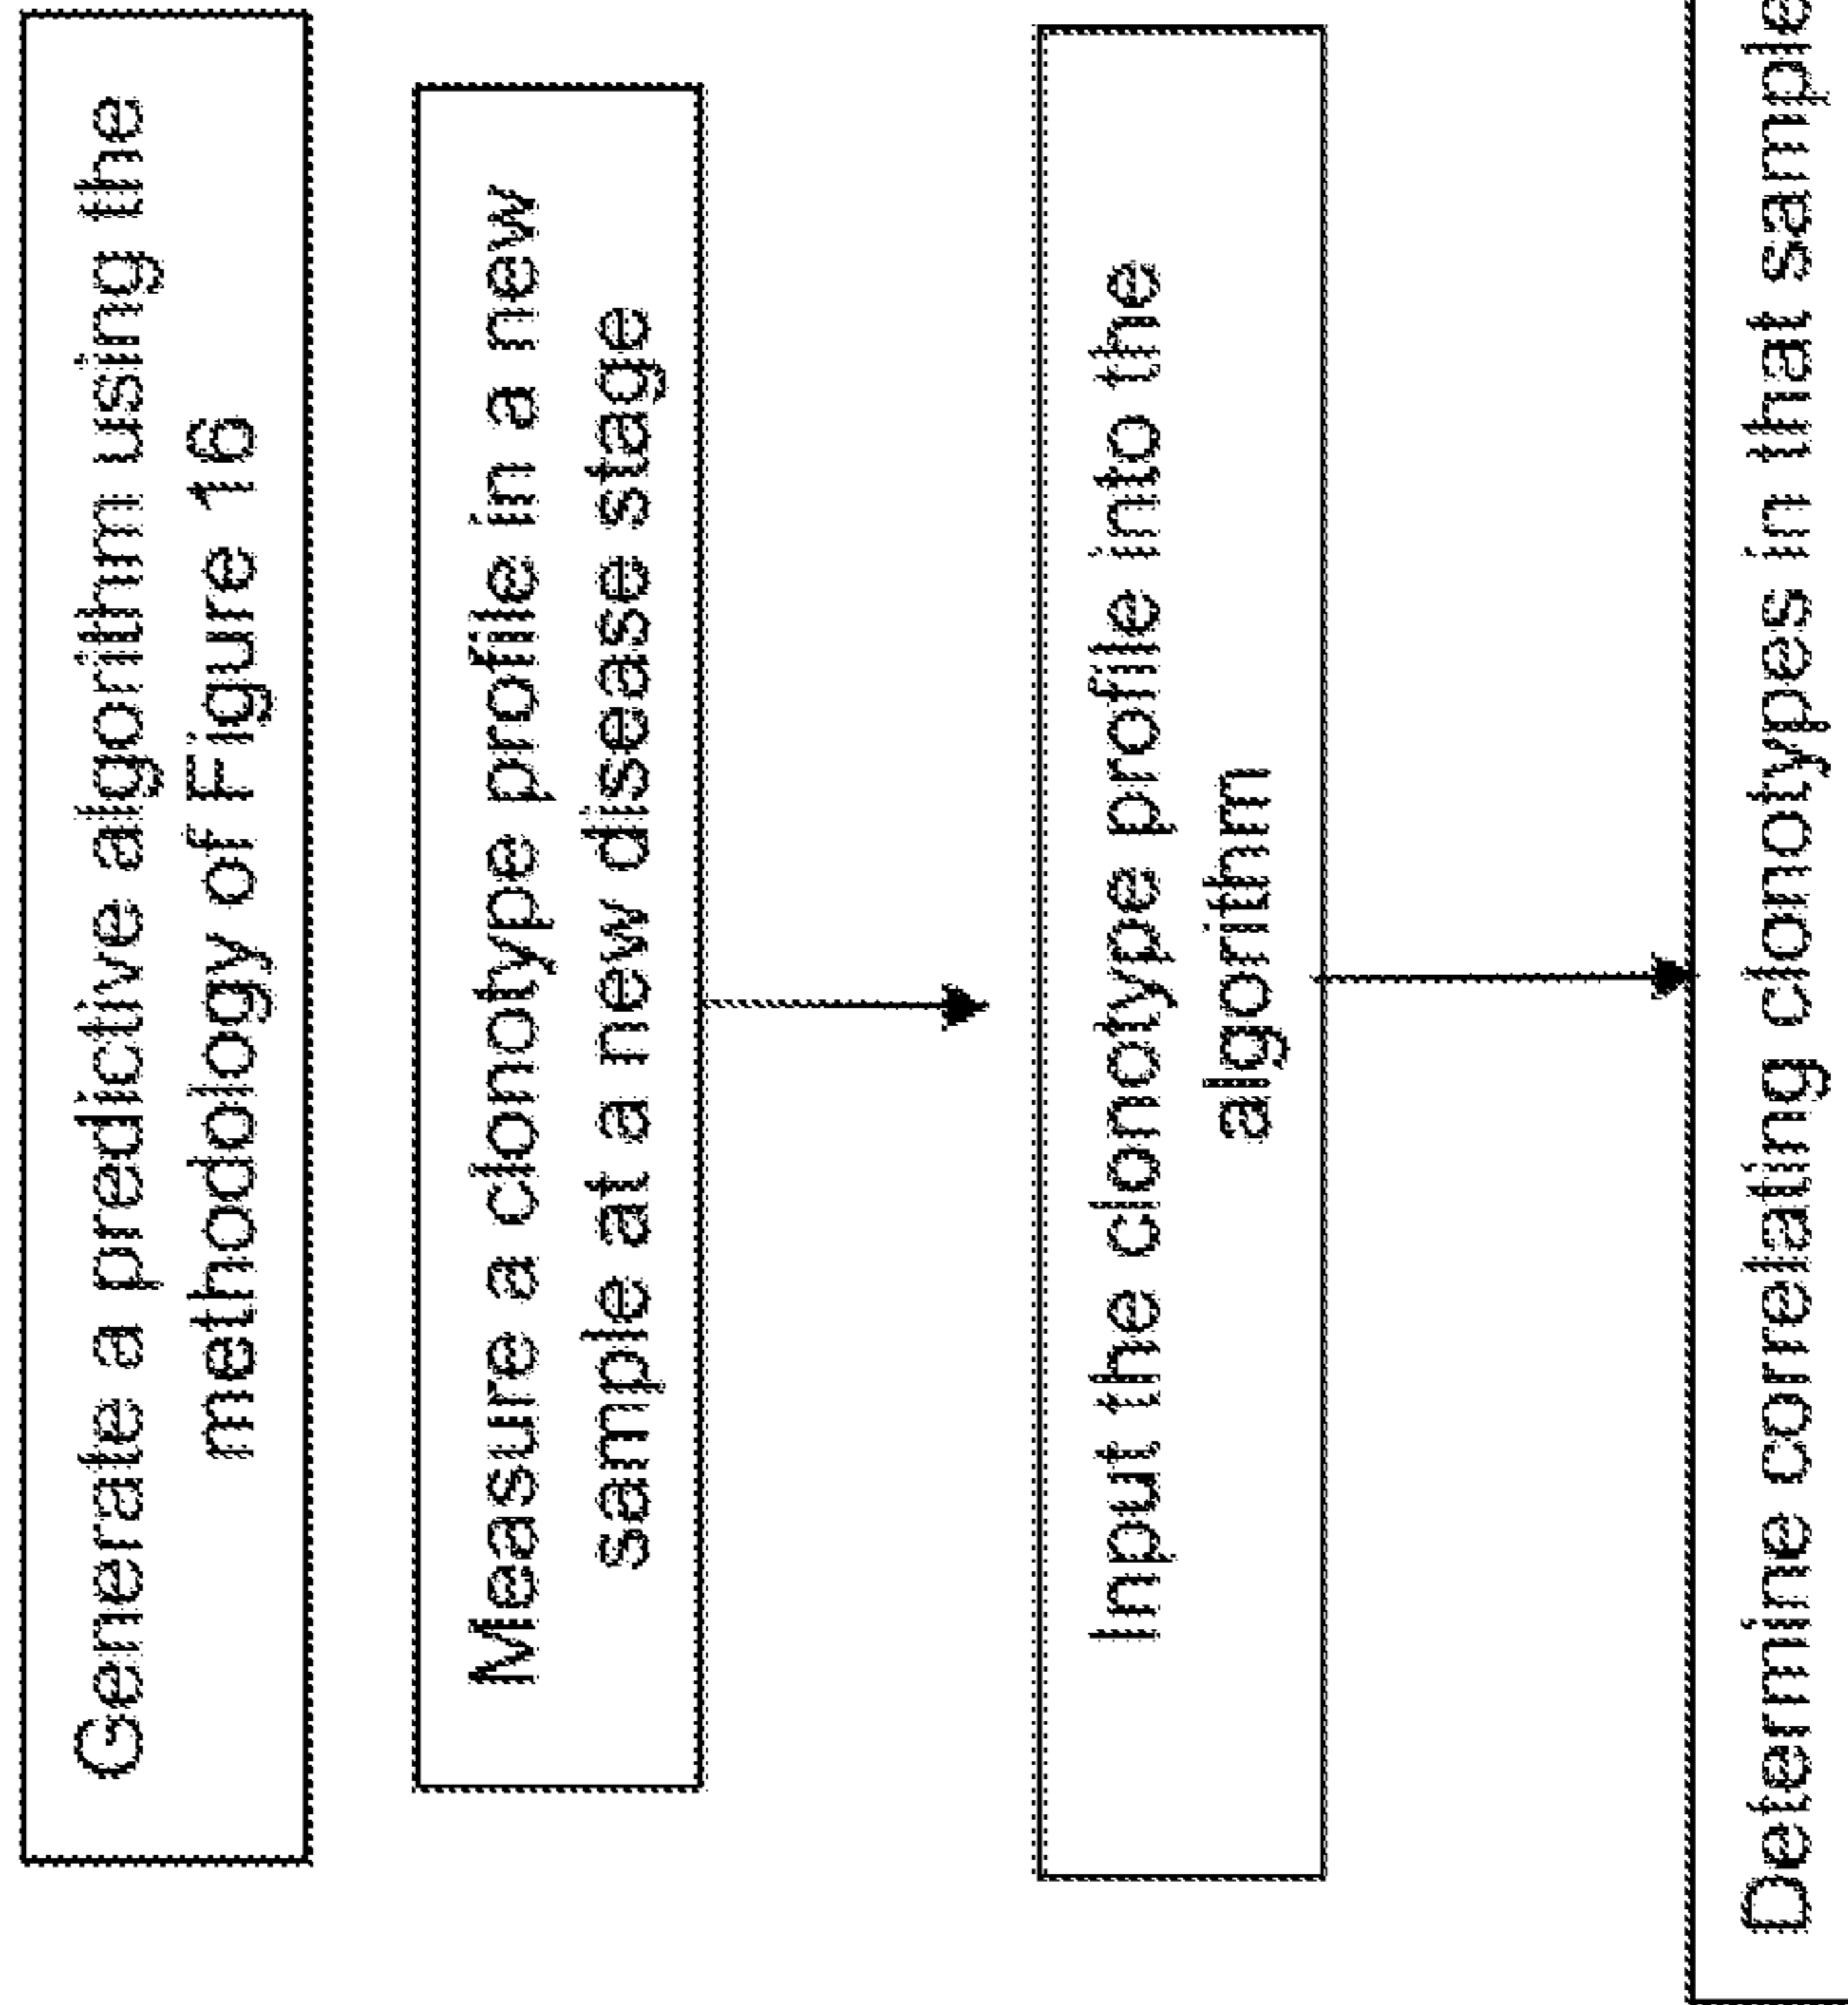 Generate a predictive algorithm using the
methodology of Figure 16
Measure a clonotype profile in a new
sample at a new disease stage
Input the clonotype profile into the
algorithm
Determine correlating clonotypes in that sample